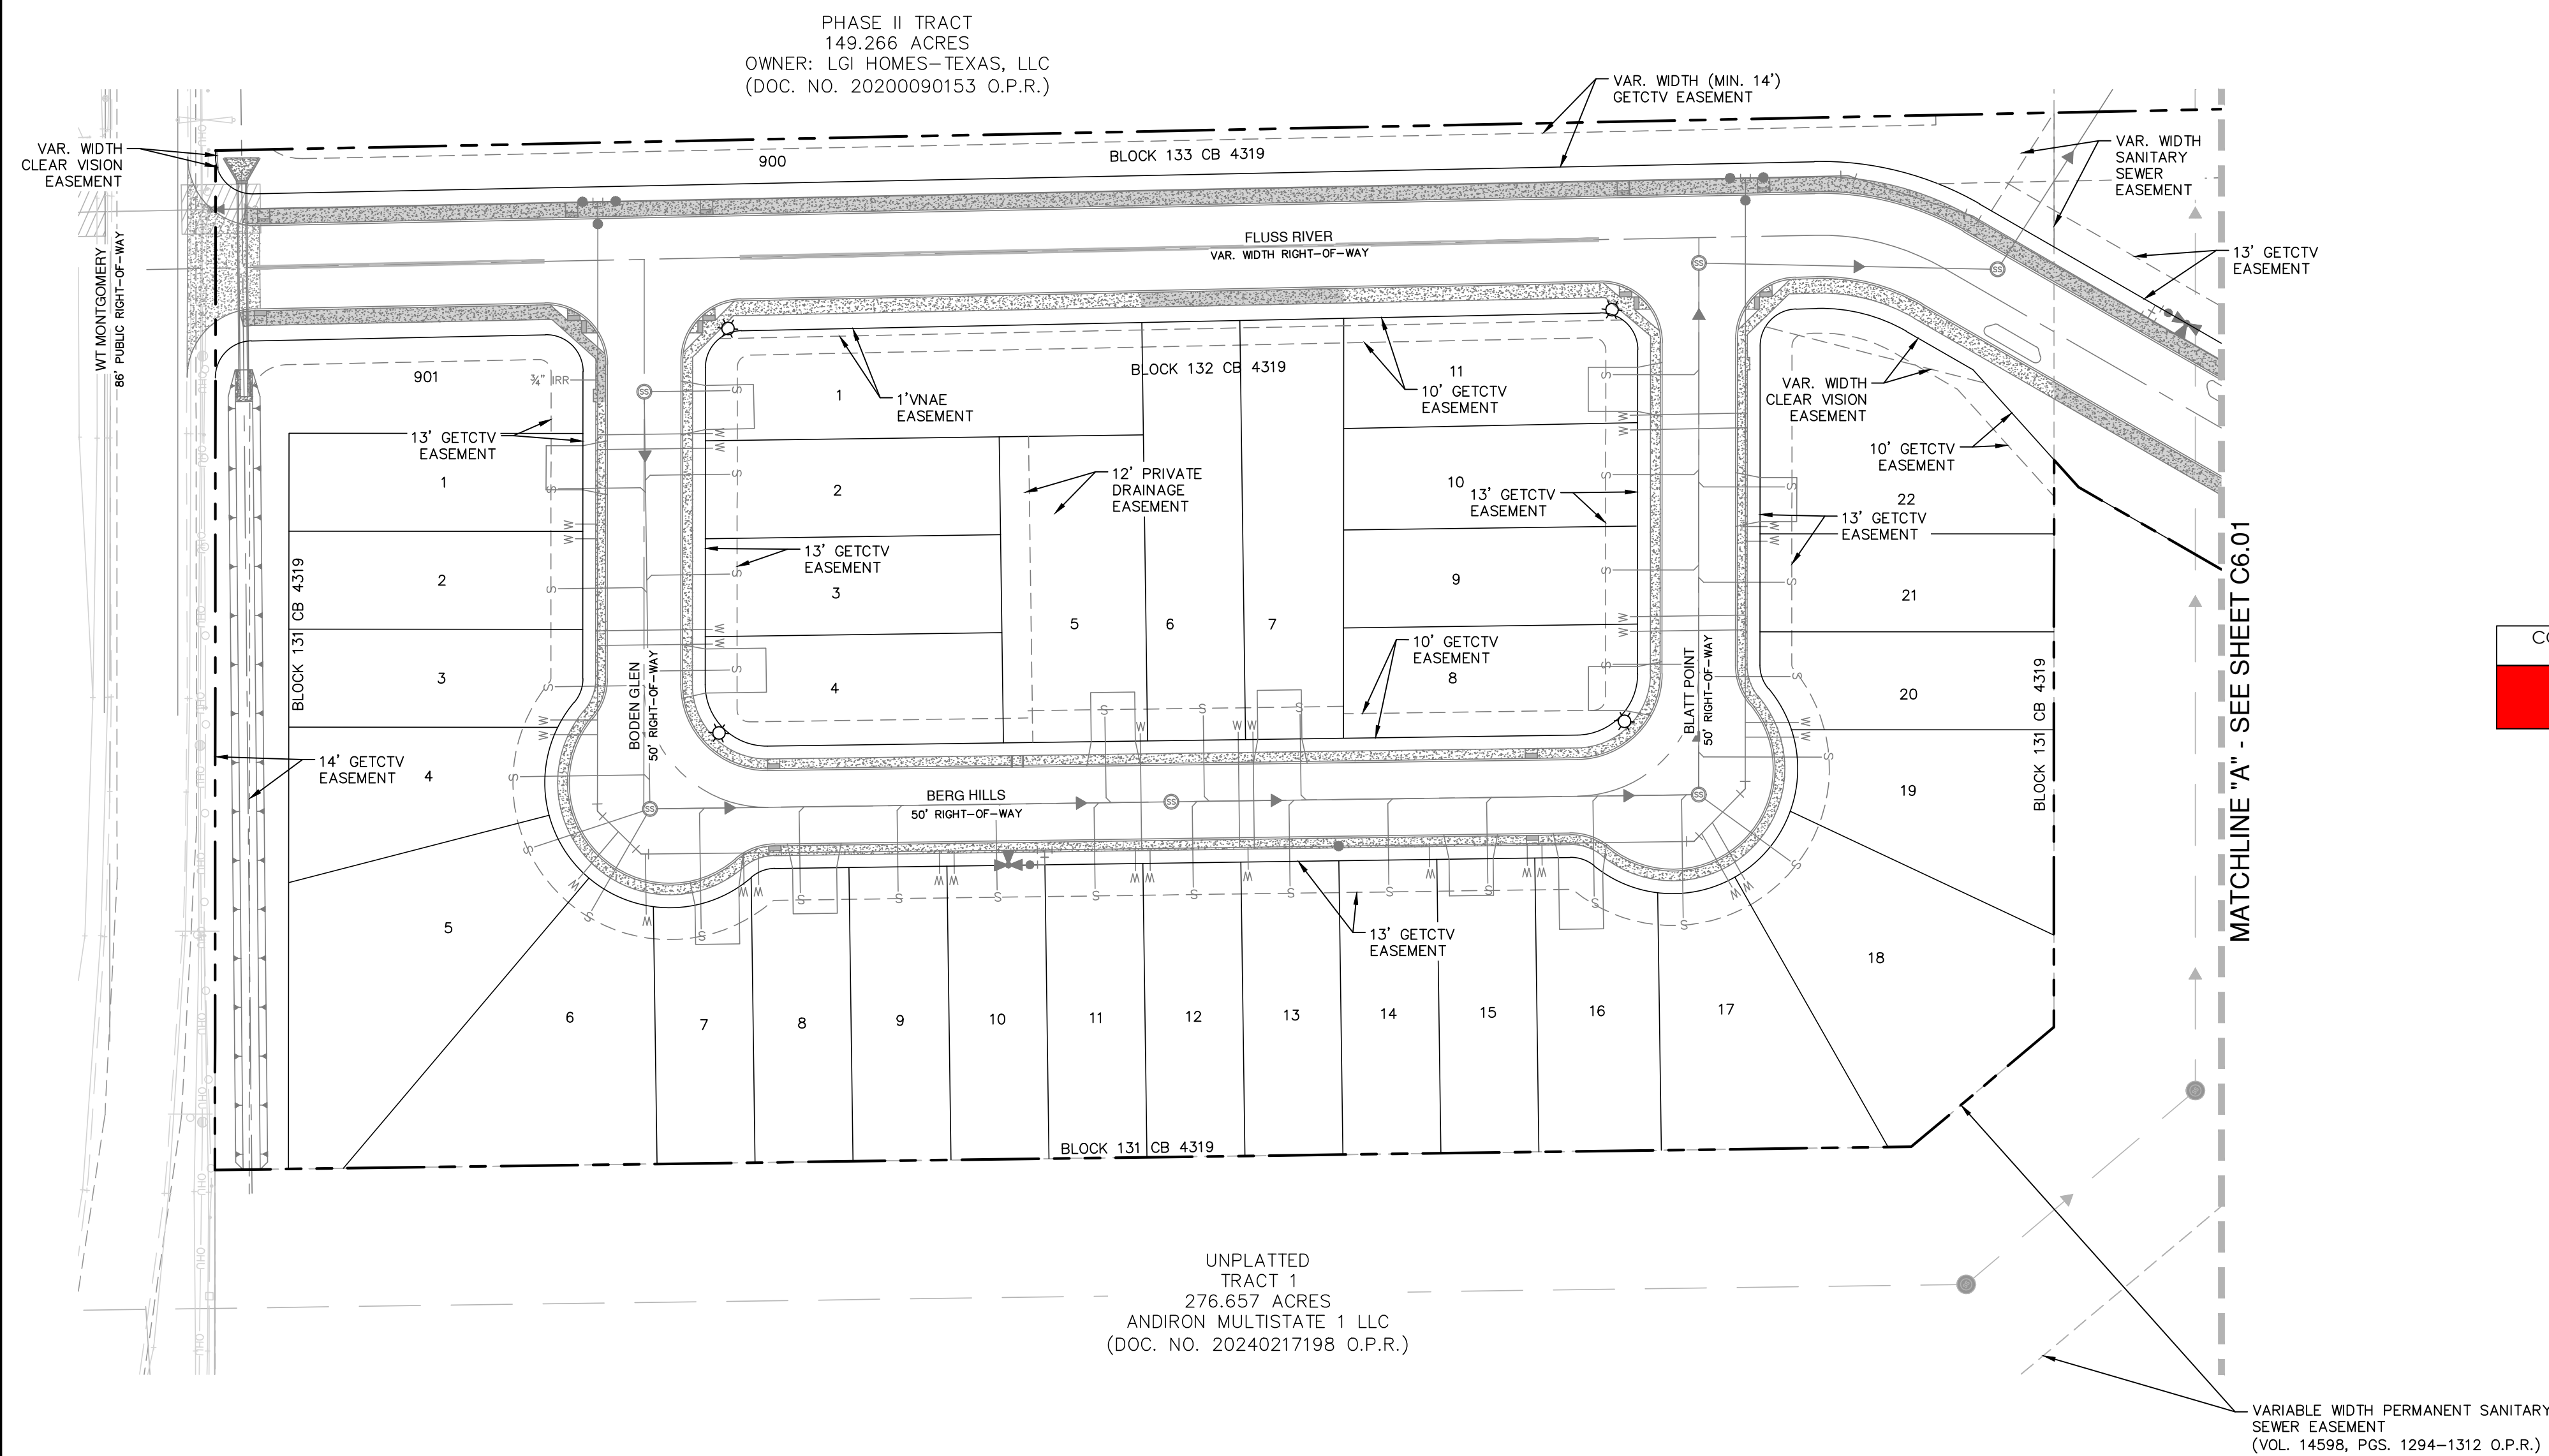 PHASE II TRACT
149.266 ACRES
OWNER: LGI HOMES-TEXAS, LLC
(DOC. NO. 20200090153 O.P.R.)
VAR. WIDTH (MIN. 14')
GETCTV EASEMENT
VAR. WIDTH
CLEAR VISION
EASEMENT
900
BLOCK 133 CB 4319
VAR. WIDTH
SANITARY
SEWER
EASEMENT
13' GETCTV
EASEMENT
WT MONTGOMERY
86' PUBLIC RIGHT-OF-WAY
FLUSS RIVER
VAR. WIDTH RIGHT-OF-WAY
901
¾" IRR
13' GETCTV
EASEMENT
1
2
3
4
5
6
7
8
9
10
11
12
13
14
15
16
17
18
19
20
21
22
BLOCK 131 CB 4319
14' GETCTV
EASEMENT
BODEN GLEN
50' RIGHT-OF-WAY
1
1'VNAE
EASEMENT
BLOCK 132 CB 4319
11
10' GETCTV
EASEMENT
2
12' PRIVATE
DRAINAGE
EASEMENT
10
13' GETCTV
EASEMENT
13' GETCTV
EASEMENT
3
9
5
6
7
4
10' GETCTV
EASEMENT
8
BLATT POINT
50' RIGHT-OF-WAY
VAR. WIDTH
CLEAR VISION
EASEMENT
10' GETCTV
EASEMENT
13' GETCTV
EASEMENT
BLOCK 131 CB 4319
MATCHLINE "A" - SEE SHEET C6.01
CO
BERG HILLS
50' RIGHT-OF-WAY
13' GETCTV
EASEMENT
BLOCK 131 CB 4319
UNPLATTED
TRACT 1
276.657 ACRES
ANDIRON MULTISTATE 1 LLC
(DOC. NO. 20240217198 O.P.R.)
VARIABLE WIDTH PERMANENT SANITARY
SEWER EASEMENT
(VOL. 14598, PGS. 1294-1312 O.P.R.)